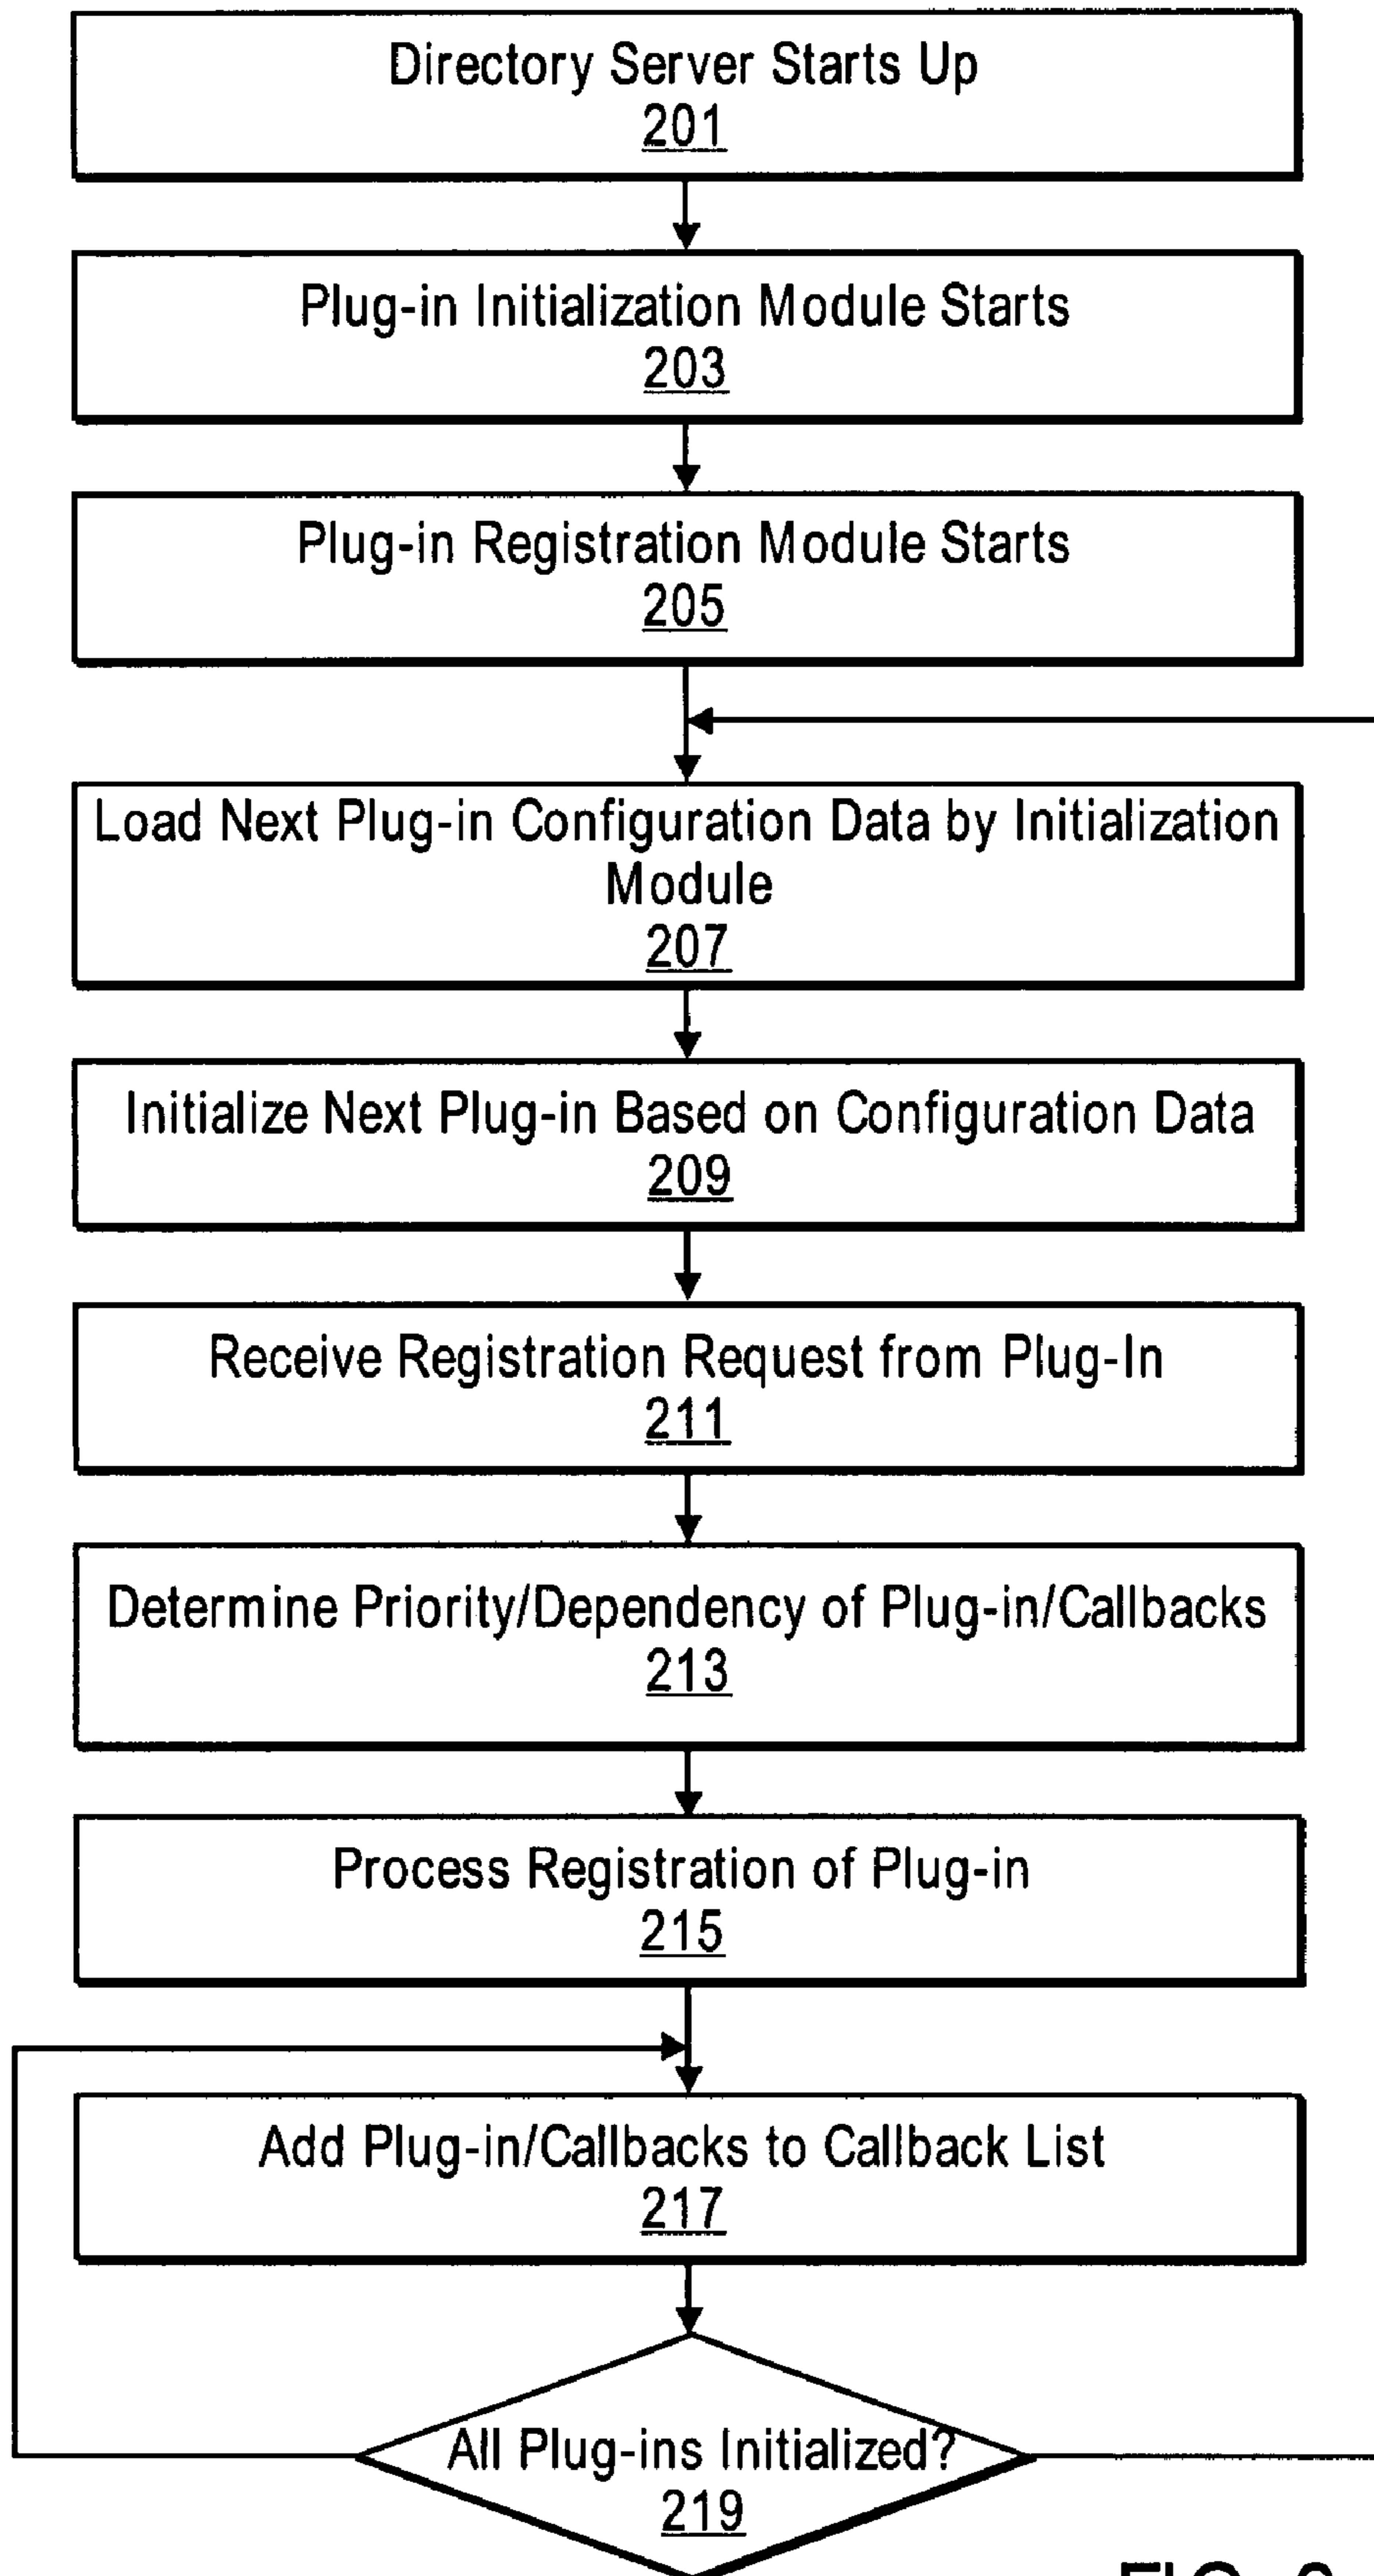 Directory Server Starts Up
201
Plug-in Initialization Module Starts
203
Plug-in Registration Module Starts
205
Load Next Plug-in Configuration Data by Initialization
Module
207
Initialize Next Plug-in Based on Configuration Data
209
Receive Registration Request from Plug-In
211
Determine Priority/Dependency of Plug-in/Callbacks
213
Process Registration of Plug-in
215
Add Plug-in/Callbacks to Callback List
217
All Plug-ins Initialized?
219